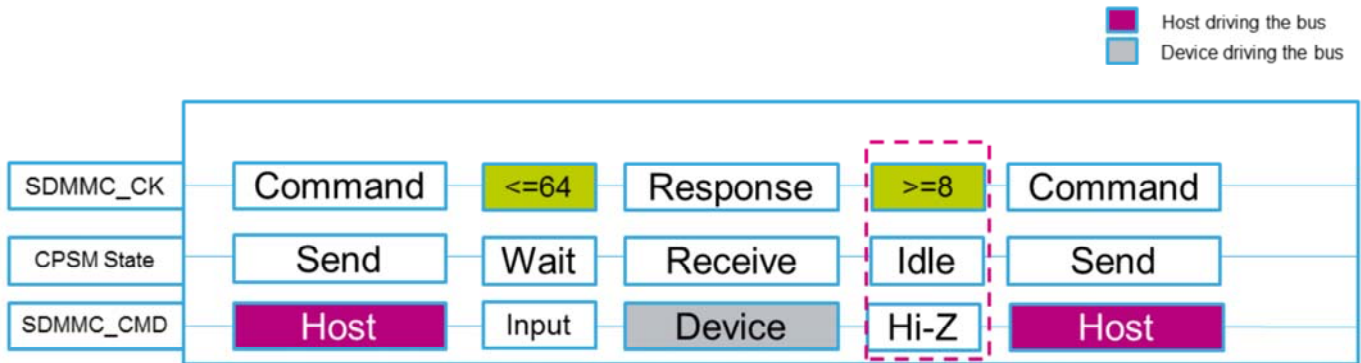 Host driving the bus
Device driving the bus
SDMMC_CK Command <=64 Response >=8 Command
CPSM State Send Wait Receive Idle Send
SDMMC_CMD Host Input Device Hi-Z Host